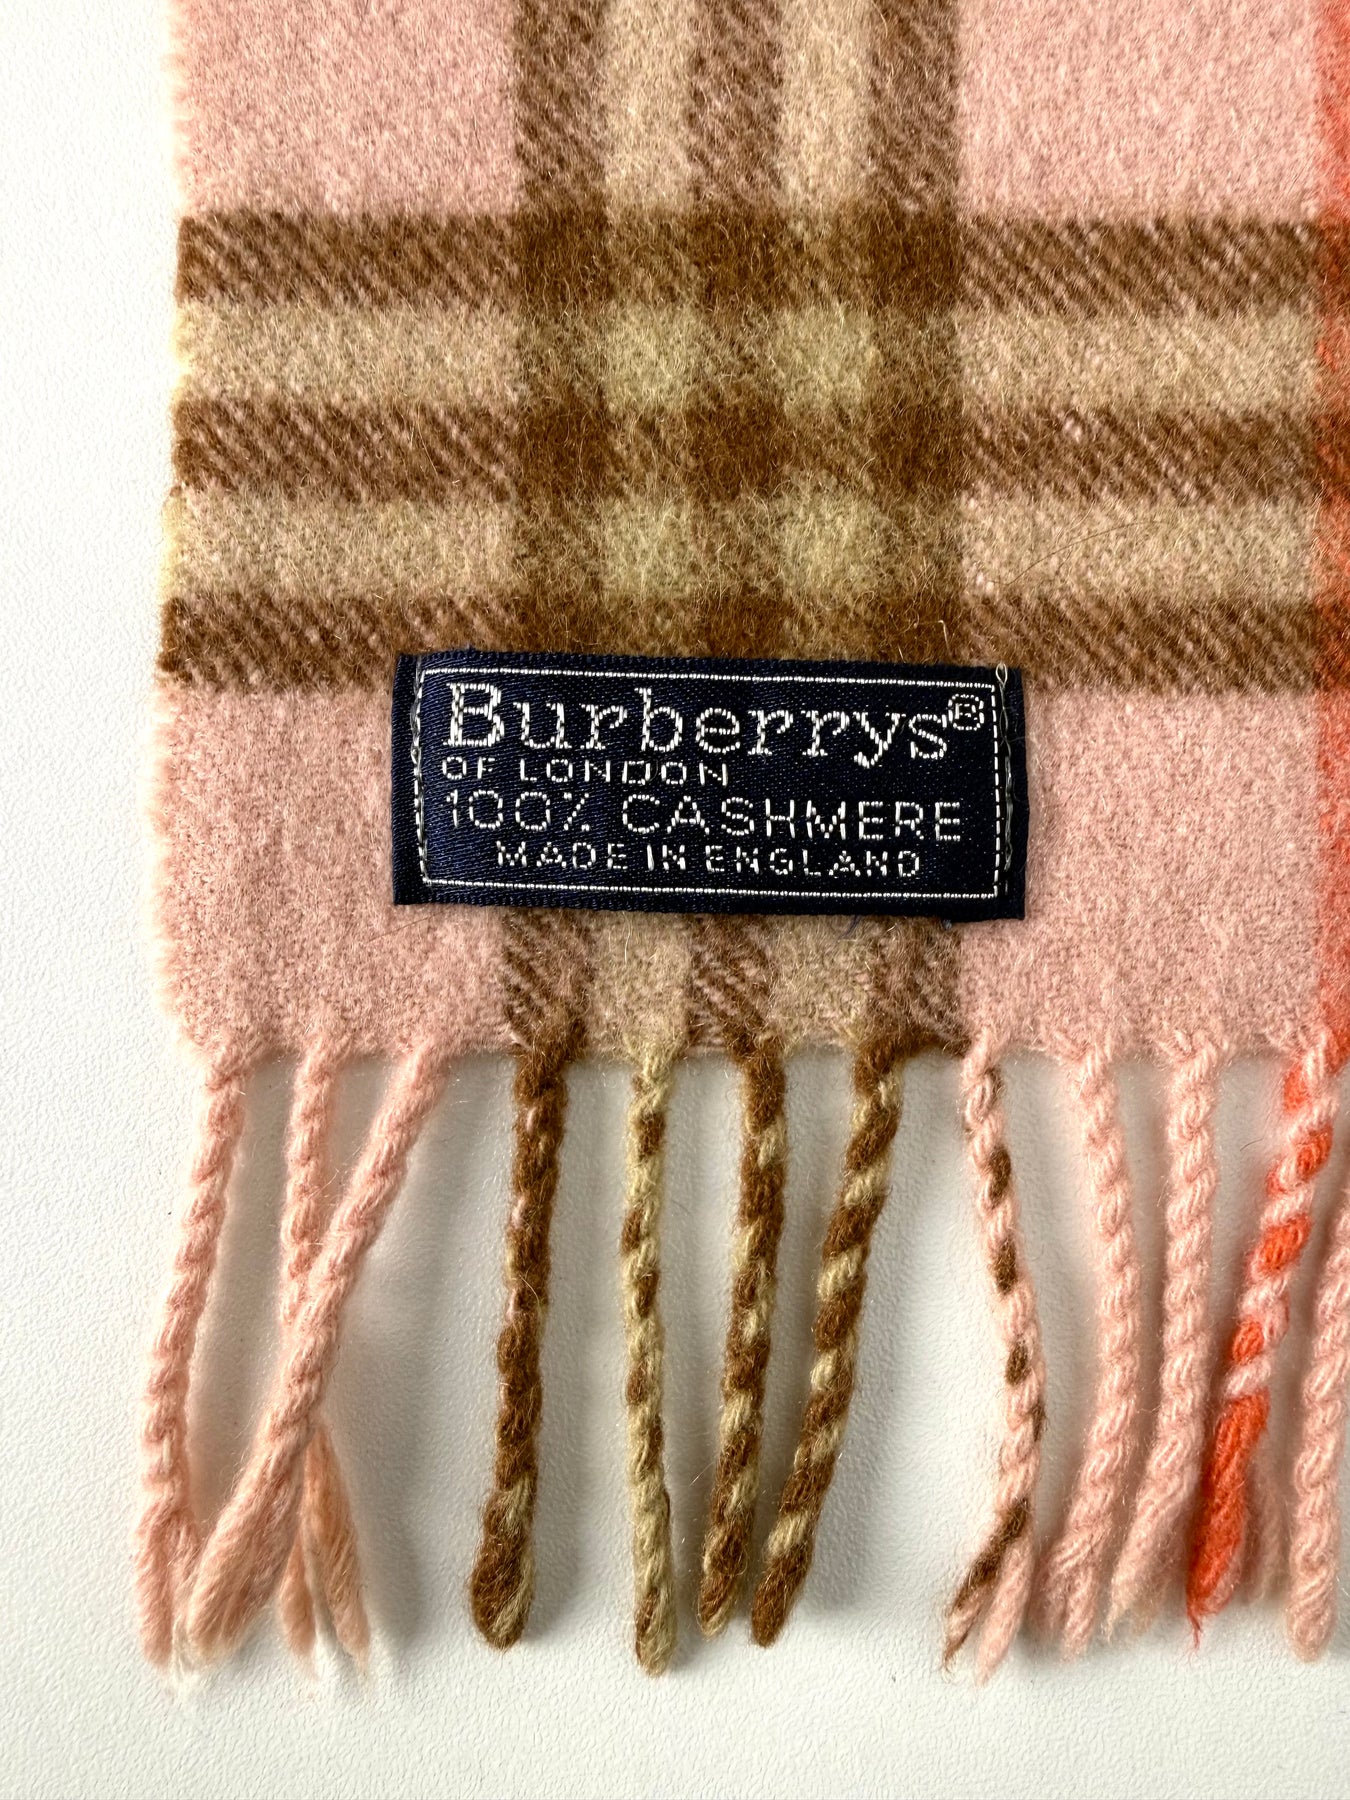 Burberrys®
OF LONDON
100% CASHMERE
MADE IN ENGLAND